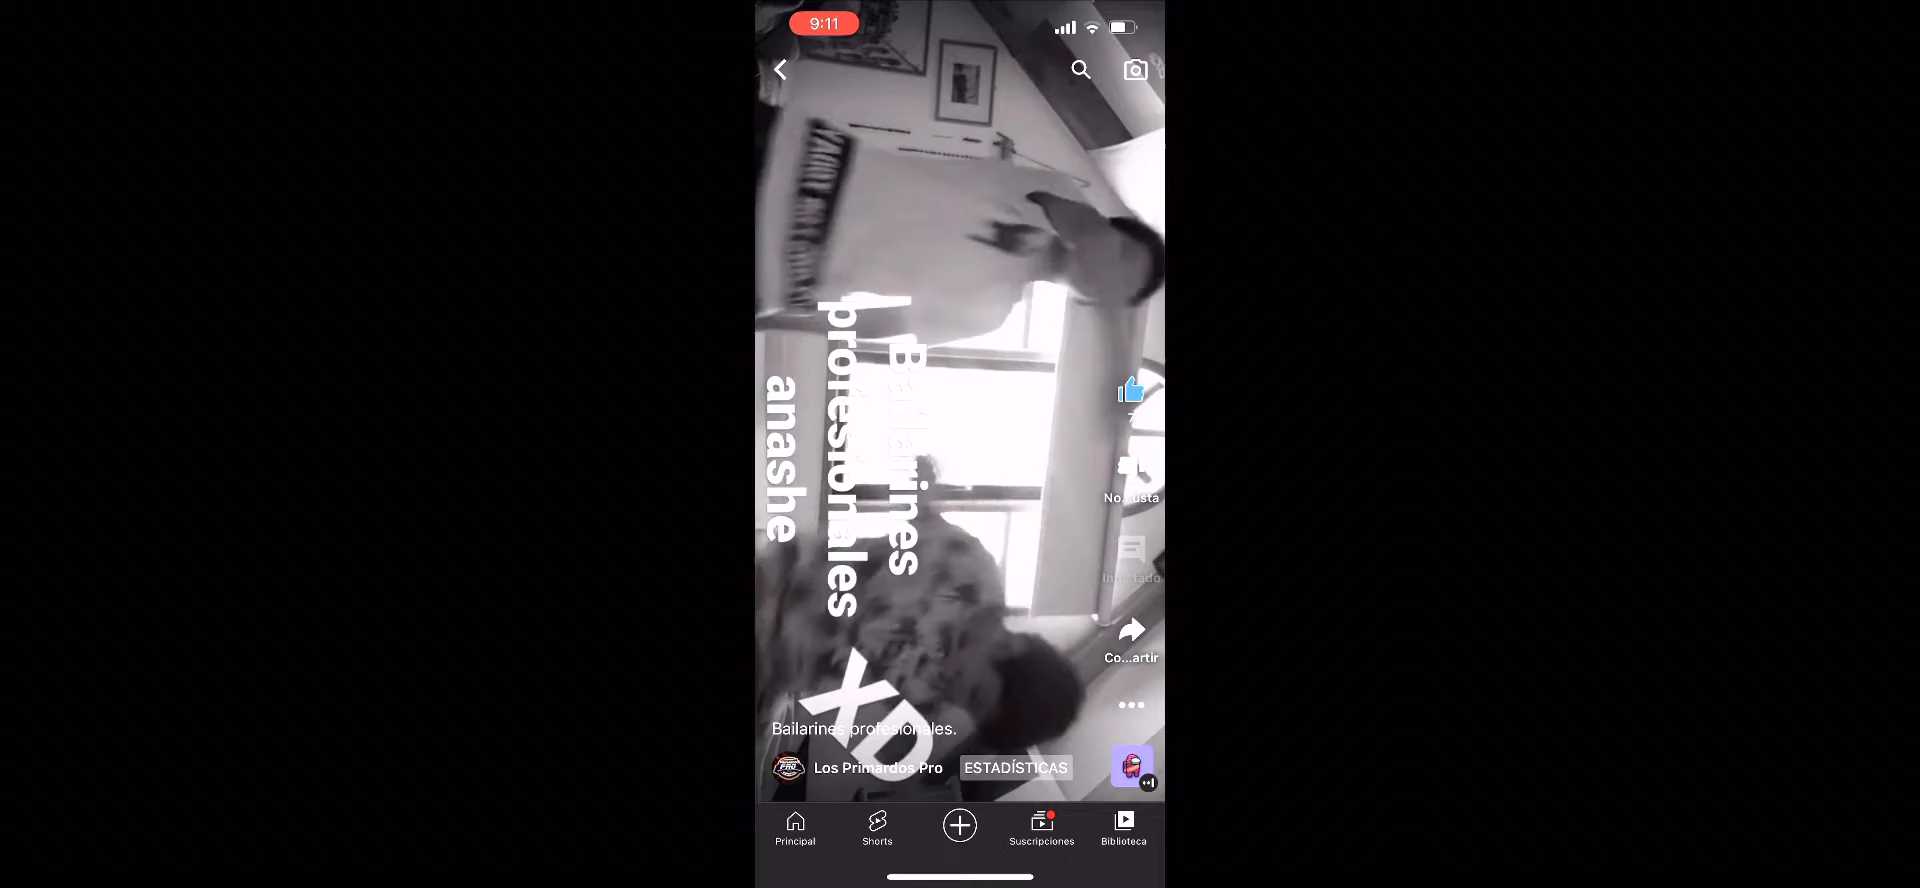 9:11
Bailarines
profesionales
anashe
XD
No...usta
Co...artir
Bailarines profesionales.
Los Primardos Pro
ESTADÍSTICAS
Principal
Shorts
Suscripciones
Biblioteca